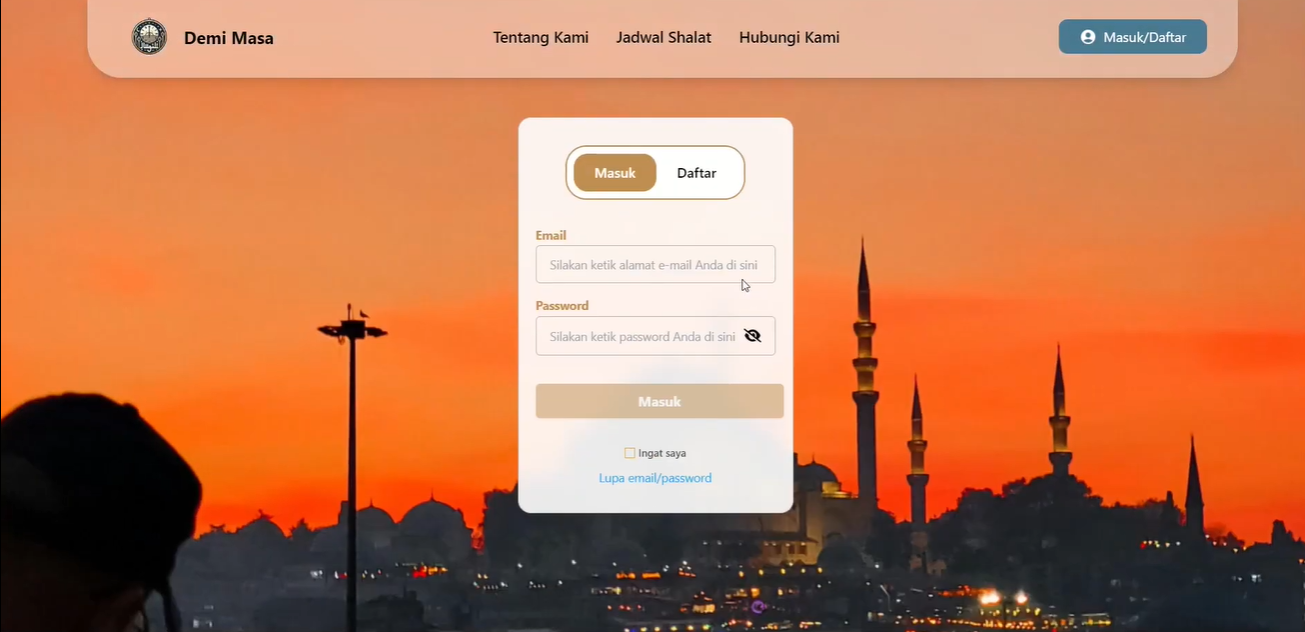 Demi Masa
Tentang Kami
Jadwal Shalat
Hubungi Kami
Masuk/Daftar
Masuk
Daftar
Email
Silakan ketik alamat e-mail Anda di sini
Password
Silakan ketik password Anda di sini
Masuk
Ingat saya
Lupa email/password